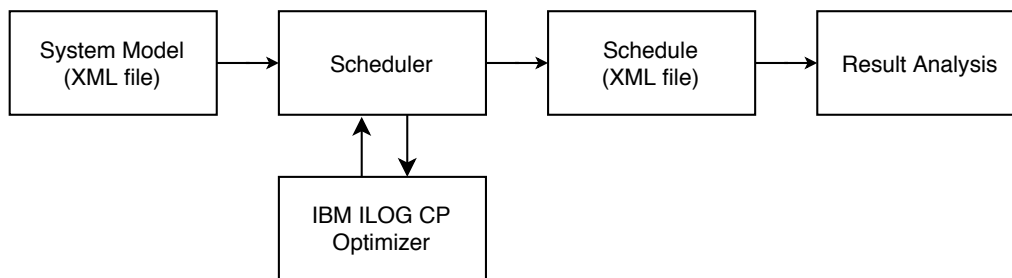 System Model
(XML file)
Scheduler
Schedule
(XML file)
Result Analysis
IBM ILOG CP
Optimizer